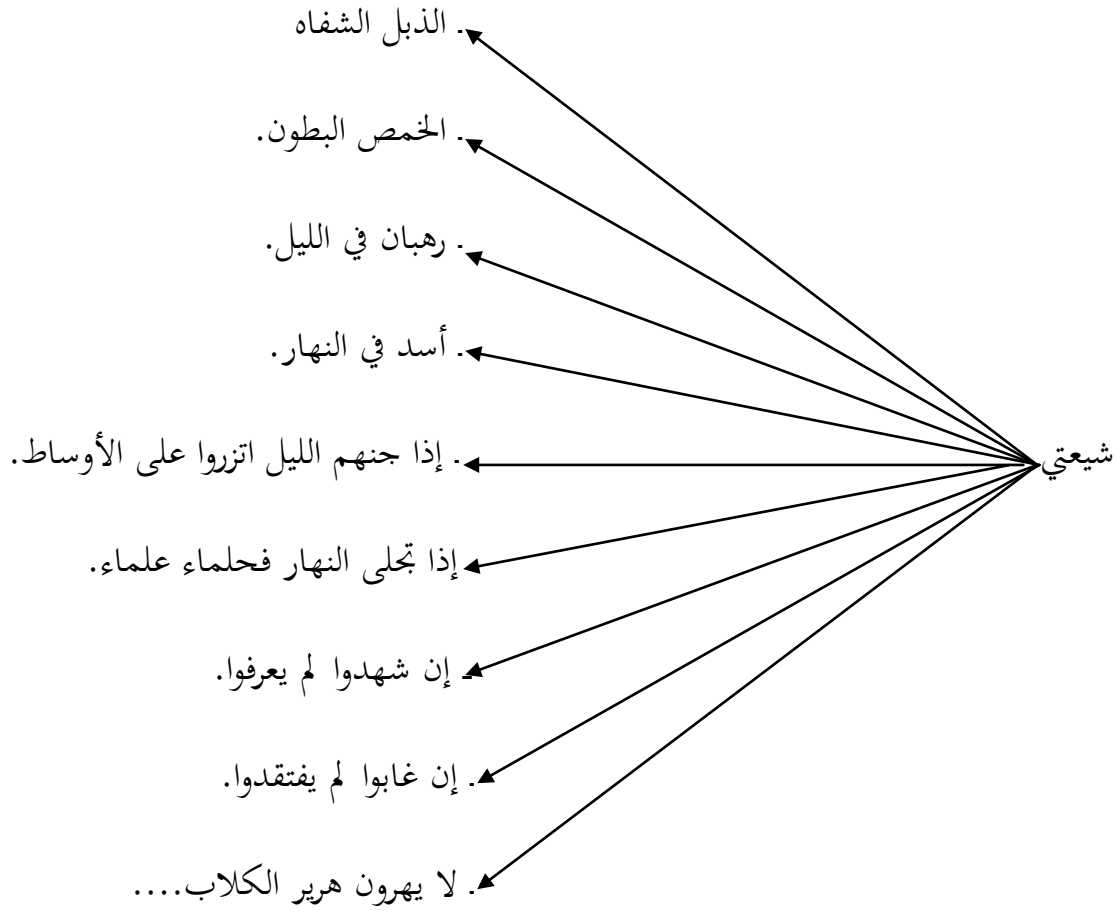 ـ الذبل الشفاه
ـ الخمص البطون.
ـ رهبان في الليل.
ـ أسد في النهار.
شيعتي
ـ إذا جنهم الليل اتزروا على الأوساط.
إذا تجلى النهار فحلماء علماء.
ـ إن شهدوا لم يعرفوا.
ـ إن غابوا لم يفتقدوا.
ـ لا يهرون هرير الكلاب....